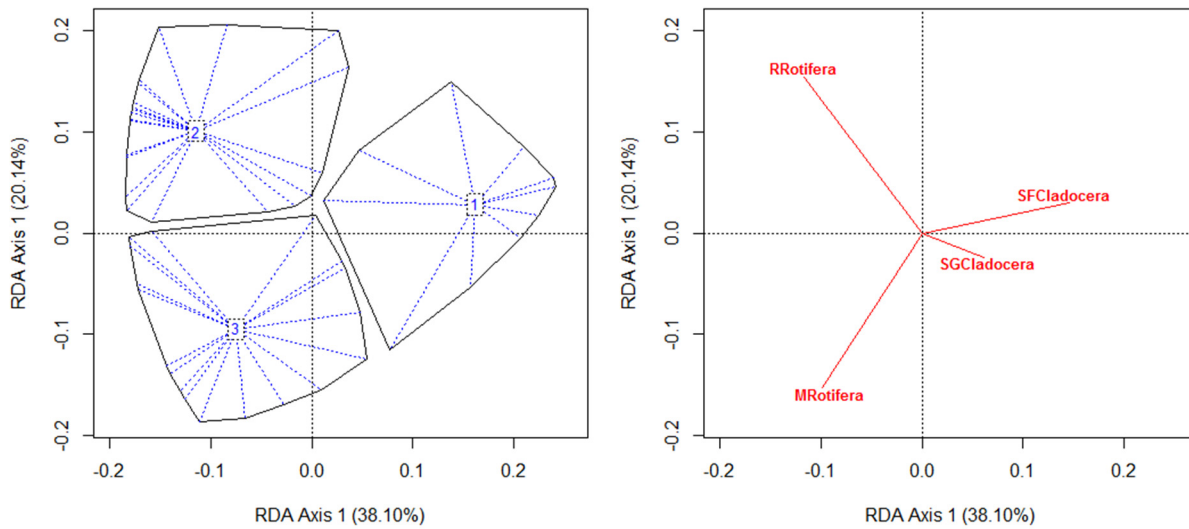 0.2
0.1
0.0
-0.1
-0.2
RDA Axis 1 (20.14%)
2
1
3
-0.2 -0.1 0.0 0.1 0.2
RDA Axis 1 (38.10%)
0.2
0.1
0.0
-0.1
-0.2
RDA Axis 1 (20.14%)
RRotifera
SFCladocera
SGCladocera
MRotifera
-0.2 -0.1 0.0 0.1 0.2
RDA Axis 1 (38.10%)